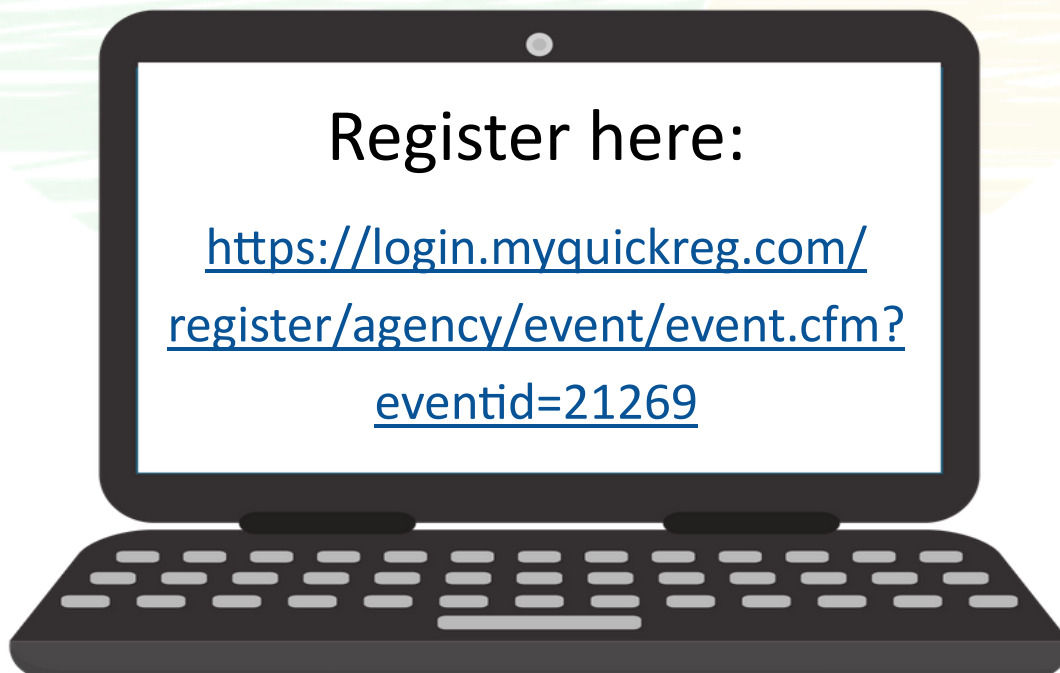 Register here:
https://login.myquickreg.com/
register/agency/event/event.cfm?
eventid=21269